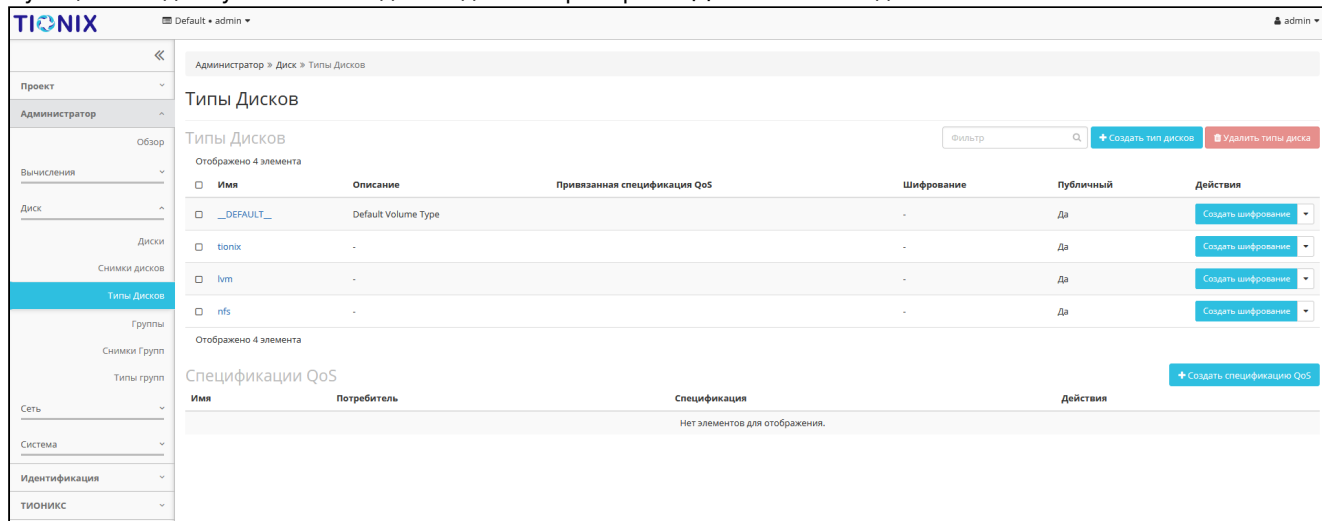 TIONIX
Default • admin
admin
Администратор » Диск » Типы Дисков
Проект
Администратор
Обзор
Вычисления
Диск
Диски
Снимки дисков
Типы Дисков
Группы
Снимки Групп
Типы групп
Сеть
Система
Идентификация
ТИОНИКС
Типы Дисков
Типы Дисков
Фильтр
Создать тип дисков
Удалить типы диска
Отображено 4 элемента
Имя Описание Привязанная спецификация QoS Шифрование Публичный Действия
__DEFAULT__ Default Volume Type - Да Создать шифрование
tionix - - Да Создать шифрование
lvm - - Да Создать шифрование
nfs - - Да Создать шифрование
Отображено 4 элемента
Спецификации QoS
Создать спецификацию QoS
Имя Потребитель Спецификация Действия
Нет элементов для отображения.